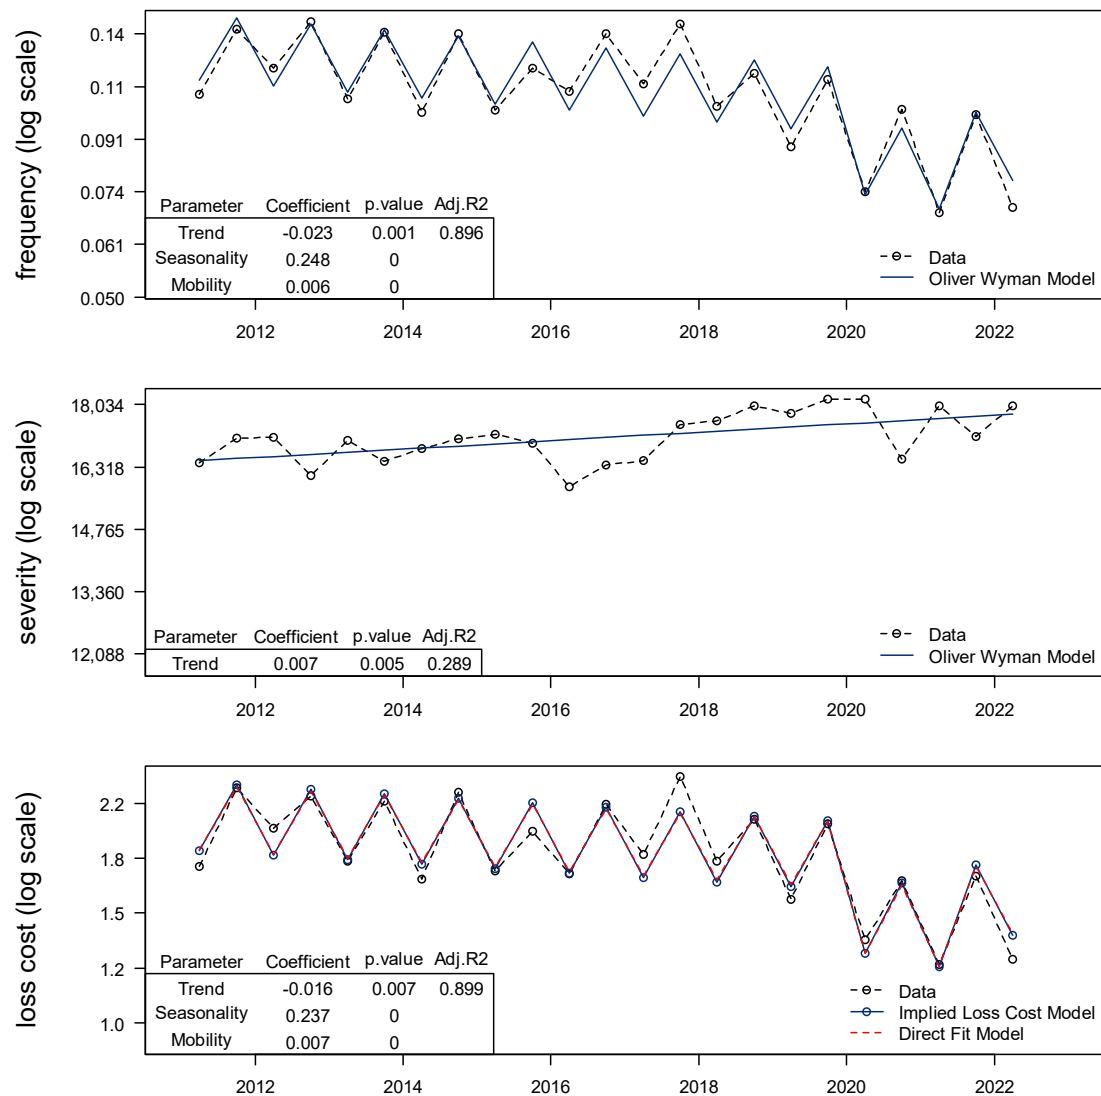 frequency (log scale)
0.14
0.11
0.091
0.074
0.061
0.050
Parameter Coefficient p.value Adj.R2
Trend -0.023 0.001 0.896
Seasonality 0.248 0
Mobility 0.006 0
Data
Oliver Wyman Model
2012 2014 2016 2018 2020 2022
severity (log scale)
18,034
16,318
14,765
13,360
12,088
Parameter Coefficient p.value Adj.R2
Trend 0.007 0.005 0.289
Data
Oliver Wyman Model
2012 2014 2016 2018 2020 2022
loss cost (log scale)
2.2
1.8
1.5
1.2
1.0
Parameter Coefficient p.value Adj.R2
Trend -0.016 0.007 0.899
Seasonality 0.237 0
Mobility 0.007 0
Data
Implied Loss Cost Model
Direct Fit Model
2012 2014 2016 2018 2020 2022